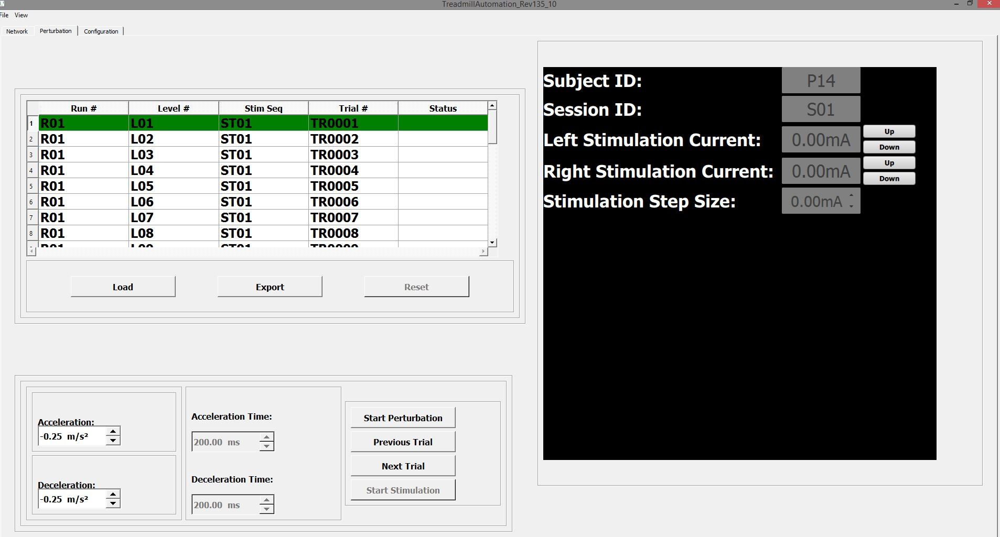 TreadmillAutomation_Rev135_10
File View
Network Perturbation Configuration
Run # Level # Stim Seq Trial # Status
1 R01 L01 ST01 TR0001
2 R01 L02 ST01 TR0002
3 R01 L03 ST01 TR0003
4 R01 L04 ST01 TR0004
5 R01 L05 ST01 TR0005
6 R01 L06 ST01 TR0006
7 R01 L07 ST01 TR0007
8 R01 L08 ST01 TR0008
R01 L09 ST01 TR0009
Load Export Reset
Acceleration:
-0.25 m/s²
Deceleration:
-0.25 m/s²
Acceleration Time:
200.00 ms
Deceleration Time:
200.00 ms
Start Perturbation
Previous Trial
Next Trial
Start Stimulation
Subject ID: P14
Session ID: S01
Left Stimulation Current: 0.00mA Up
Down
Right Stimulation Current: 0.00mA Up
Down
Stimulation Step Size: 0.00mA